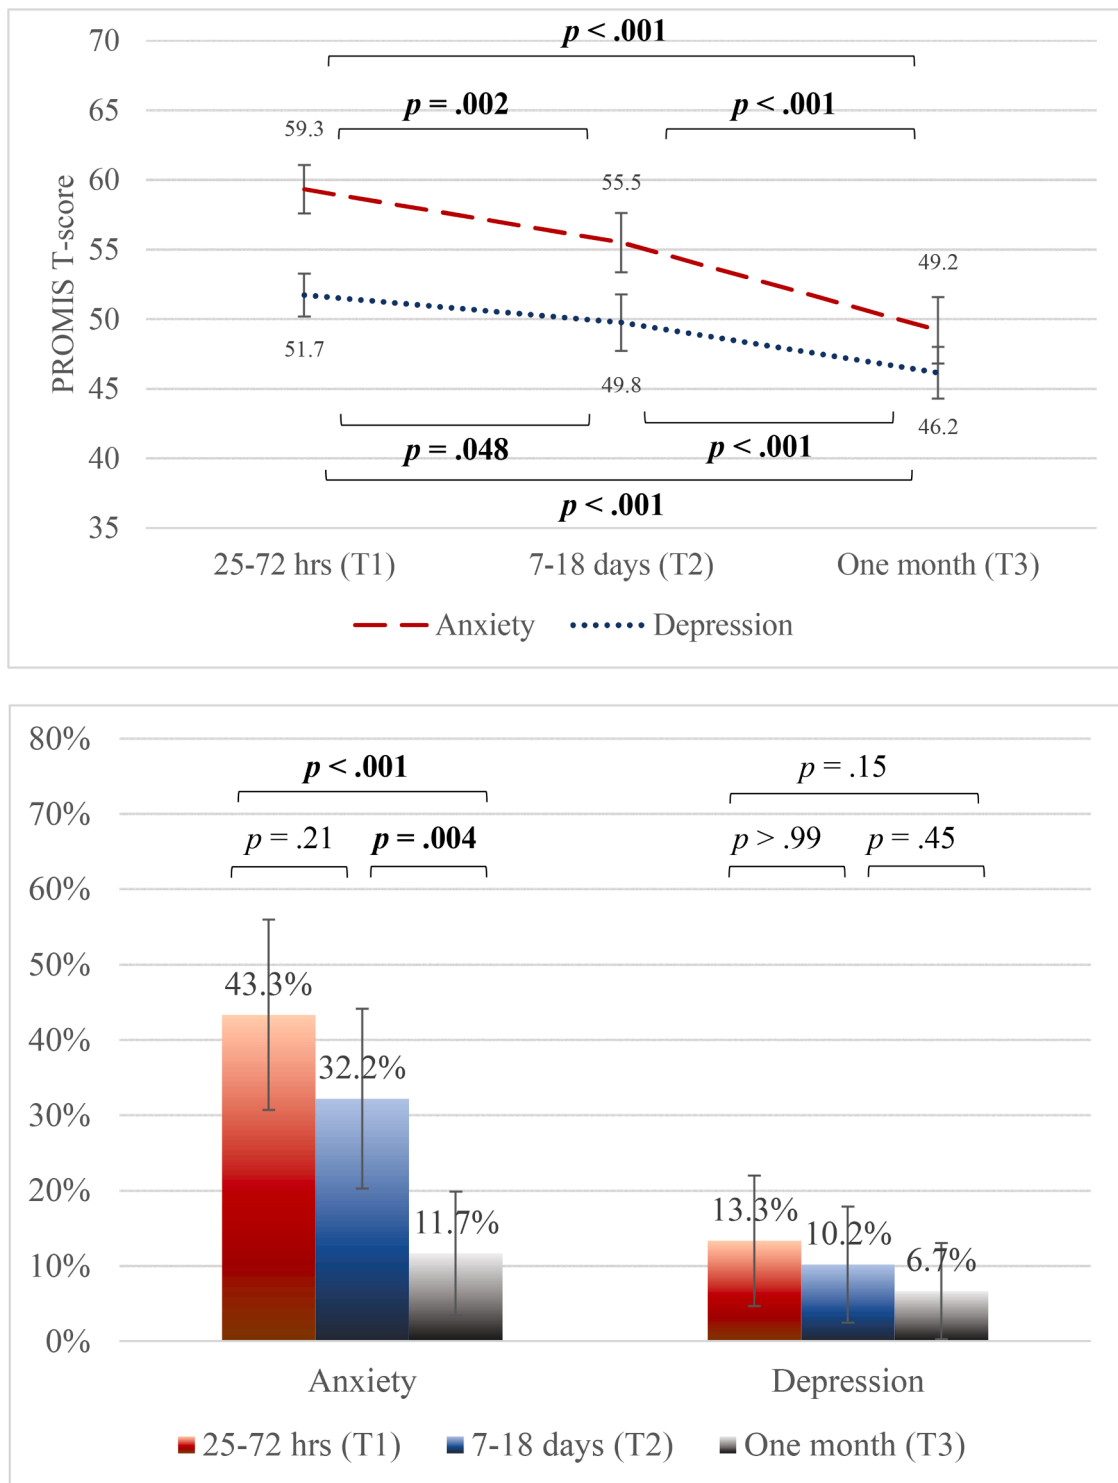 70
p < .001
65
p = .002
p < .001
59.3
60
55.5
55
49.2
50
51.7
49.8
45
46.2
p = .048
p < .001
40
p < .001
35
PROMIS T-score
25-72 hrs (T1)
7-18 days (T2)
One month (T3)
Anxiety
Depression
80%
p < .001
p = .15
70%
p = .21
p = .004
p > .99
p = .45
60%
50%
43.3%
40%
32.2%
30%
20%
11.7%
13.3%
10.2%
6.7%
10%
0%
Anxiety
Depression
25-72 hrs (T1)
7-18 days (T2)
One month (T3)